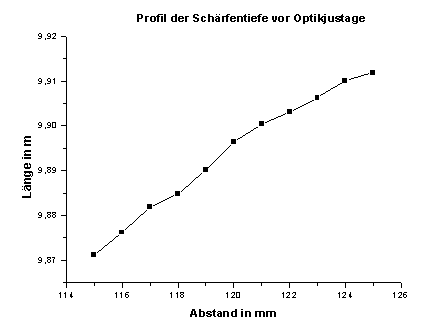 Profil der Schärfentiefe vor Optikjustage
9,92
9,91
9,90
9,89
9,88
9,87
Länge in m
114 116 118 120 122 124 126
Abstand in mm